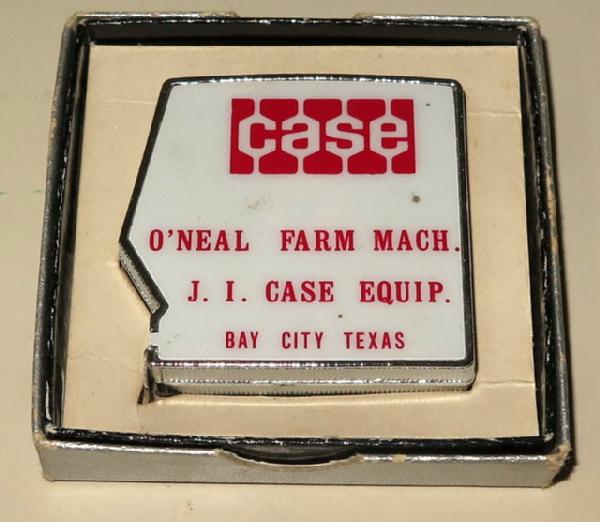 case
O'NEAL FARM MACH.
J. I. CASE EQUIP.
BAY CITY TEXAS